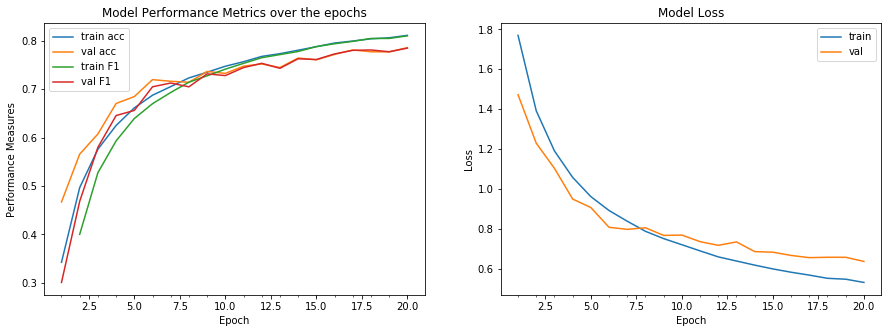 Model Performance Metrics over the epochs
train acc
val acc
train F1
val F1
0.8
0.7
0.6
0.5
0.4
0.3
Performance Measures
2.5 5.0 7.5 10.0 12.5 15.0 17.5 20.0
Epoch
Model Loss
train
val
1.8
1.6
1.4
1.2
1.0
0.8
0.6
Loss
2.5 5.0 7.5 10.0 12.5 15.0 17.5 20.0
Epoch